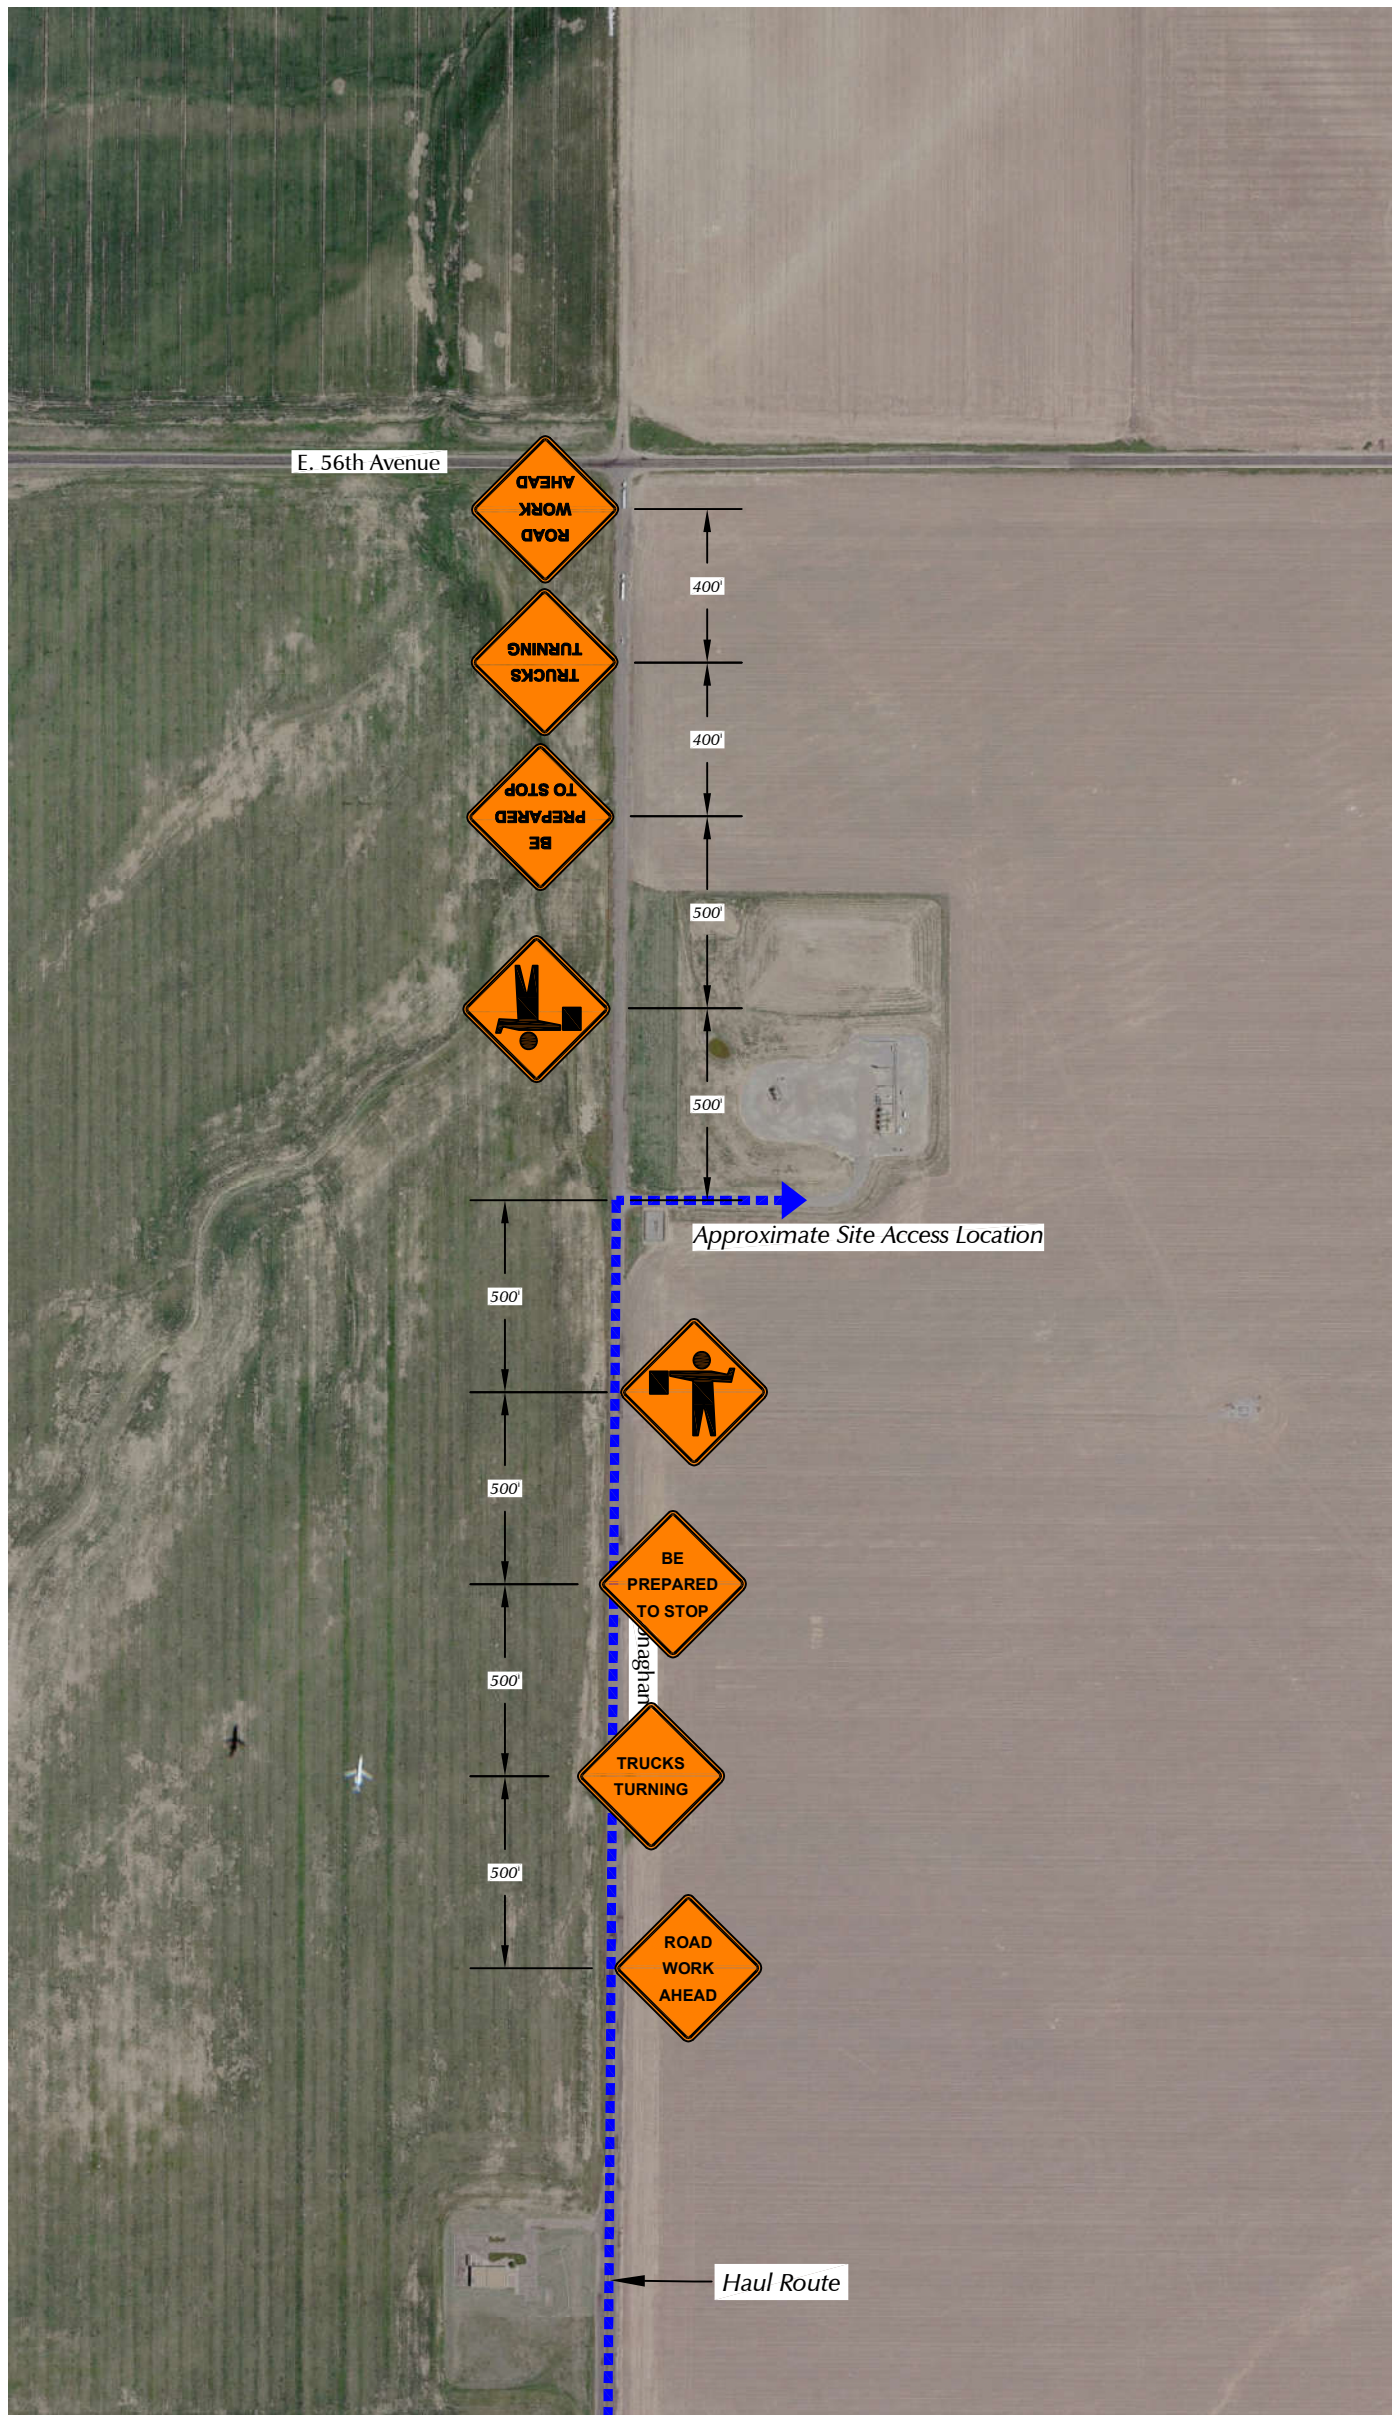 E. 56th Avenue
ROAD
WORK
AHEAD
400'
TRUCKS
TURNING
400'
BE
PREPARED
TO STOP
500'
500'
Approximate Site Access Location
500'
500'
BE
PREPARED
TO STOP
onaghan
500'
TRUCKS
TURNING
500'
ROAD
WORK
AHEAD
Haul Route